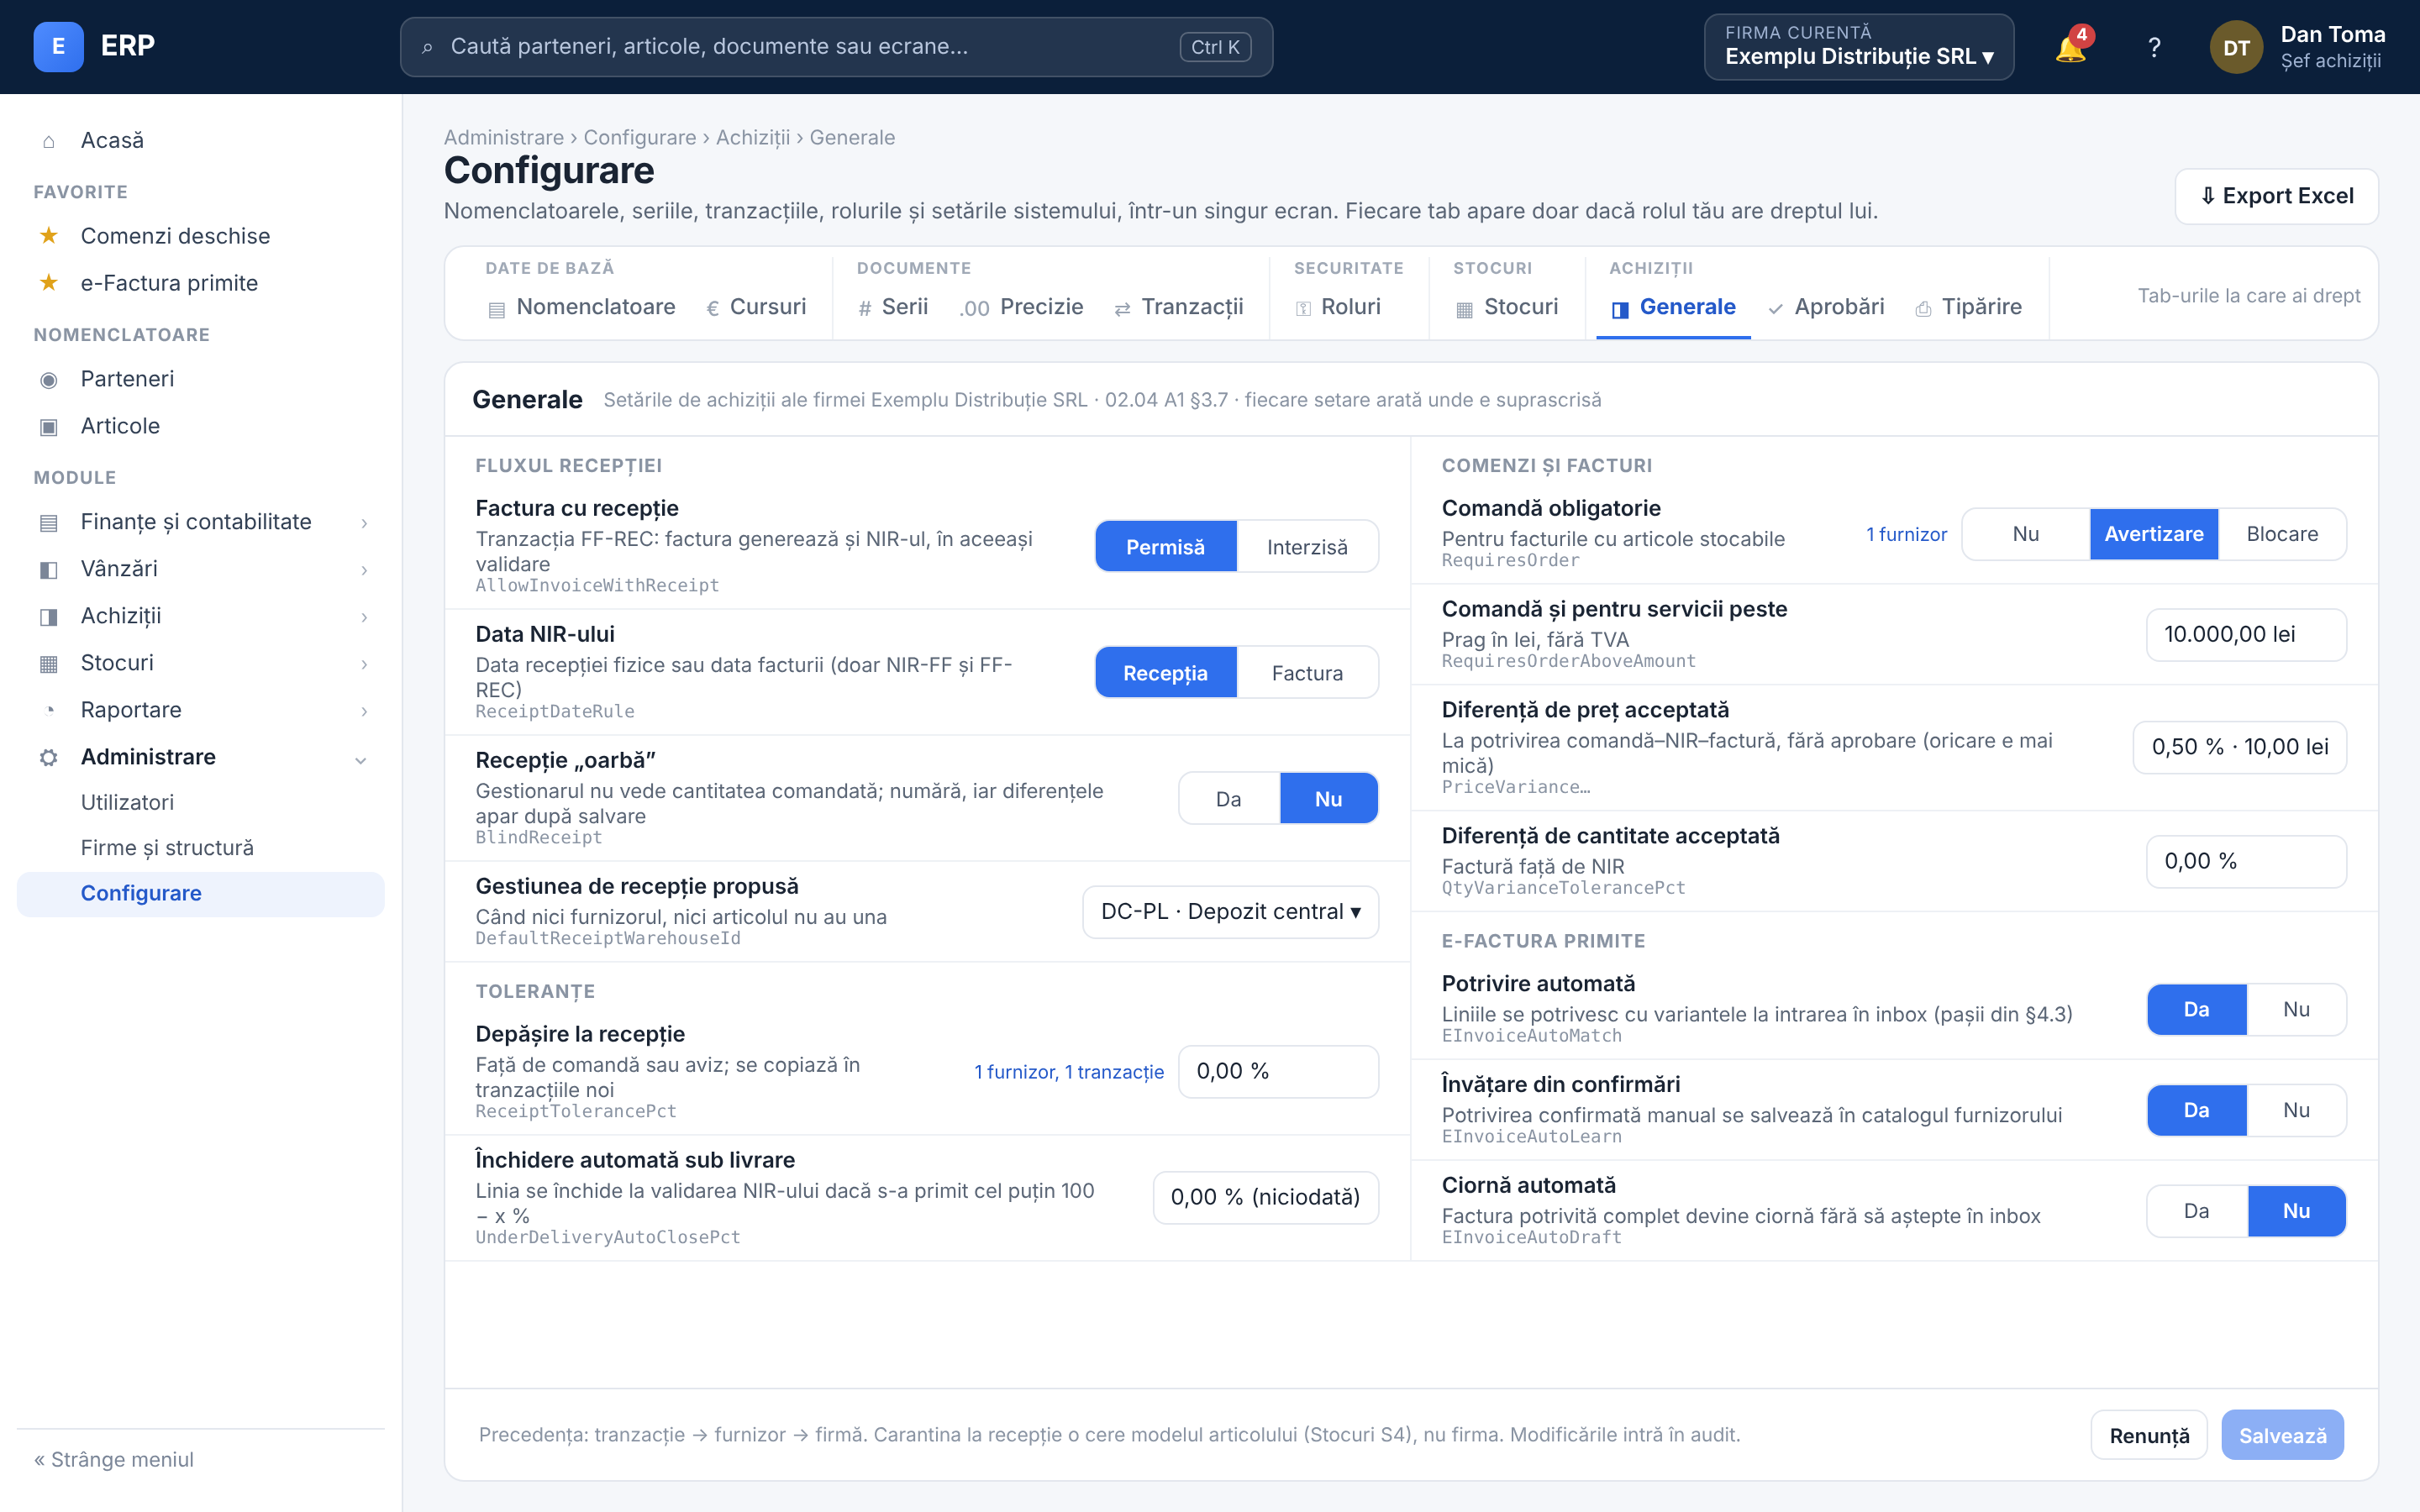 E ERP
Caută parteneri, articole, documente sau ecrane... Ctrl K
FIRMA CURENTĂ
Exemplu Distribuție SRL ▾
4
?
DT
Dan Toma
Șef achiziții
Acasă
FAVORITE
★ Comenzi deschise
★ e-Factura primite
NOMENCLATOARE
Parteneri
Articole
MODULE
Finanțe și contabilitate ›
Vânzări ›
Achiziții ›
Stocuri ›
Raportare ›
Administrare
Utilizatori
Firme și structură
Configurare
« Strânge meniul
Administrare › Configurare › Achiziții › Generale
Configurare
Nomenclatoarele, seriile, tranzacțiile, rolurile și setările sistemului, într-un singur ecran. Fiecare tab apare doar dacă rolul tău are dreptul lui.
⇩ Export Excel
DATE DE BAZĂ
Nomenclatoare € Cursuri
DOCUMENTE
# Serii .00 Precizie ⇄ Tranzacții
SECURITATE
Roluri
STOCURI
Stocuri
ACHIZIȚII
Generale ✓ Aprobări Tipărire
Tab-urile la care ai drept
Generale Setările de achiziții ale firmei Exemplu Distribuție SRL · 02.04 A1 §3.7 · fiecare setare arată unde e suprascrisă
FLUXUL RECEPȚIEI
Factura cu recepție
Tranzacția FF-REC: factura generează și NIR-ul, în aceeași
validare
AllowInvoiceWithReceipt
Permisă Interzisă
Data NIR-ului
Data recepției fizice sau data facturii (doar NIR-FF și FF-
REC)
ReceiptDateRule
Recepția Factura
Recepție „oarbă”
Gestionarul nu vede cantitatea comandată; numără, iar diferențele
apar după salvare
BlindReceipt
Da Nu
Gestiunea de recepție propusă
Când nici furnizorul, nici articolul nu au una
DefaultReceiptWarehouseId
DC-PL · Depozit central ▾
TOLERANȚE
Depășire la recepție
Față de comandă sau aviz; se copiază în
tranzacțiile noi
ReceiptTolerancePct
1 furnizor, 1 tranzacție 0,00 %
Închidere automată sub livrare
Linia se închide la validarea NIR-ului dacă s-a primit cel puțin 100
− x %
UnderDeliveryAutoClosePct
0,00 % (niciodată)
COMENZI ȘI FACTURI
Comandă obligatorie
Pentru facturile cu articole stocabile
RequiresOrder
1 furnizor Nu Avertizare Blocare
Comandă și pentru servicii peste
Prag în lei, fără TVA
RequiresOrderAboveAmount
10.000,00 lei
Diferență de preț acceptată
La potrivirea comandă–NIR–factură, fără aprobare (oricare e mai
mică)
PriceVariance…
0,50 % · 10,00 lei
Diferență de cantitate acceptată
Factură față de NIR
QtyVarianceTolerancePct
0,00 %
E-FACTURA PRIMITE
Potrivire automată
Liniile se potrivesc cu variantele la intrarea în inbox (pașii din §4.3)
EInvoiceAutoMatch
Da Nu
Învățare din confirmări
Potrivirea confirmată manual se salvează în catalogul furnizorului
EInvoiceAutoLearn
Da Nu
Ciornă automată
Factura potrivită complet devine ciornă fără să aștepte în inbox
EInvoiceAutoDraft
Da Nu
Precedența: tranzacție → furnizor → firmă. Carantina la recepție o cere modelul articolului (Stocuri S4), nu firma. Modificările intră în audit.
Renunță Salvează